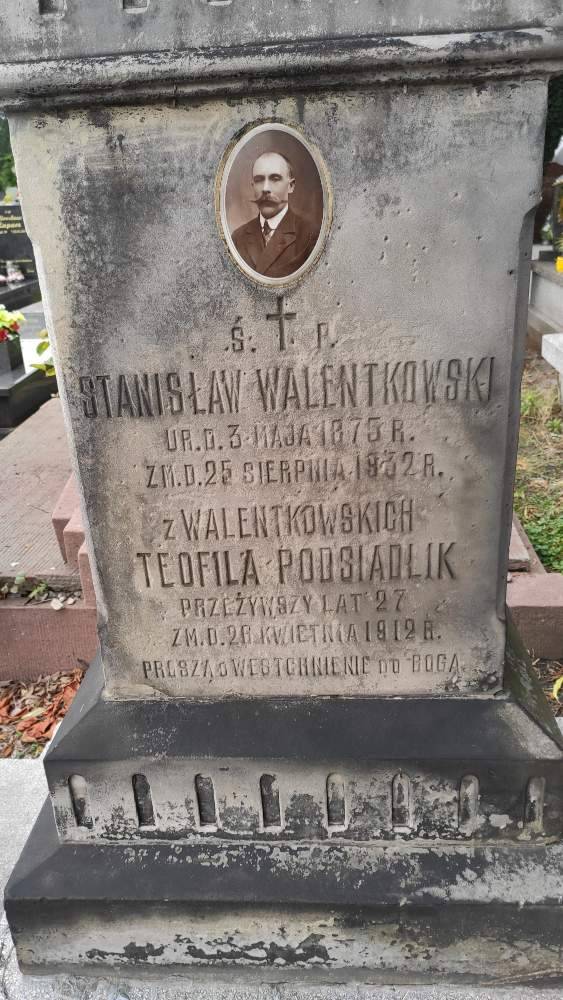 Ś. † P.
STANISŁAW WALENTKOWSKI
UR.D. 3 MAJA 1875 R.
ZM.D. 25 SIERPNIA 1932 R.
Z WALENTKOWSKICH
TEOFILA PODSIADLIK
PRZEŻYWSZY LAT 27
ZM.D. 26 KWIETNIA 1912 R.
PROSZĄ O WESTCHNIENIE DO BOGA.